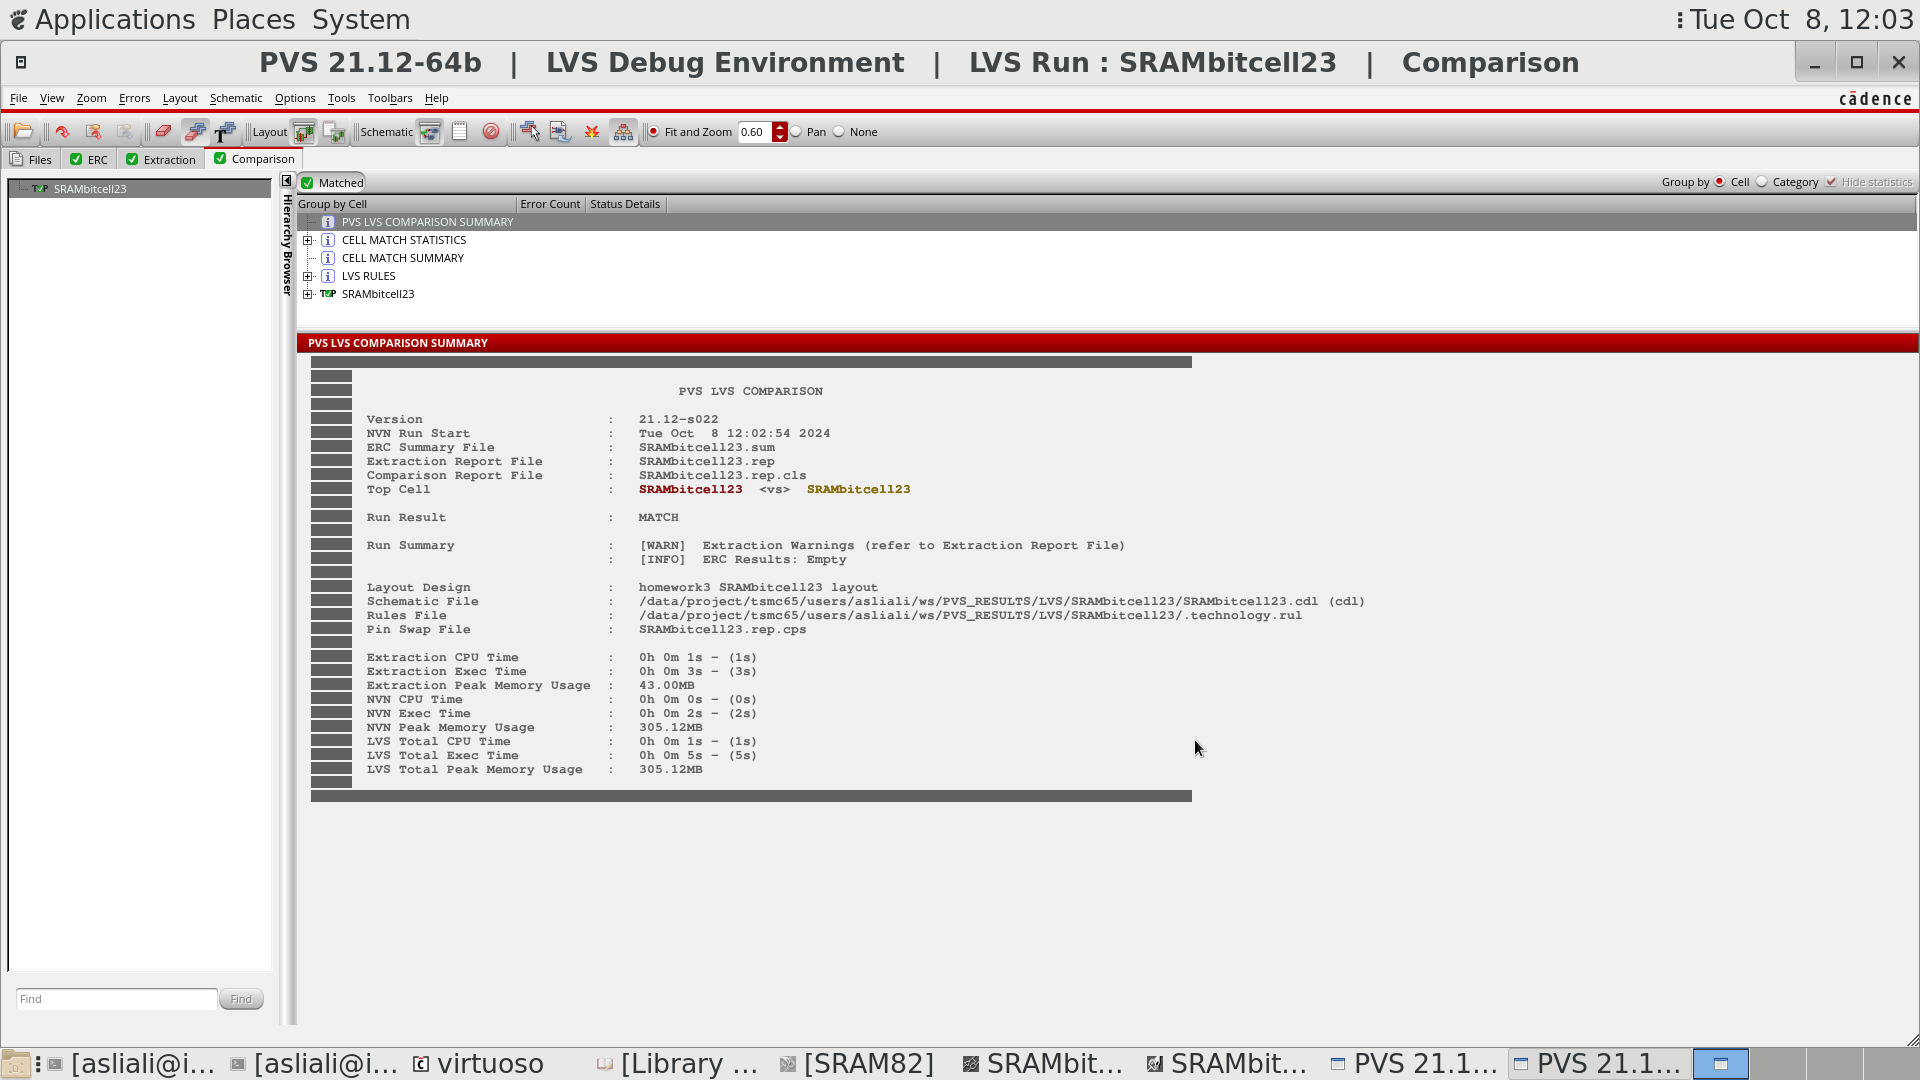 Applications Places System
Tue Oct 8, 12:03
PVS 21.12-64b | LVS Debug Environment | LVS Run : SRAMbitcell23 | Comparison
File View Zoom Errors Layout Schematic Options Tools Toolbars Help
cādence
Layout Schematic Fit and Zoom 0.60 Pan None
Files ERC Extraction Comparison
SRAMbitcell23
Hierarchy Browser
Matched
Group by Cell Category Hide statistics
Group by Cell Error Count Status Details
PVS LVS COMPARISON SUMMARY
CELL MATCH STATISTICS
CELL MATCH SUMMARY
LVS RULES
SRAMbitcell23
PVS LVS COMPARISON SUMMARY
PVS LVS COMPARISON
Version : 21.12-s022
NVN Run Start : Tue Oct 8 12:02:54 2024
ERC Summary File : SRAMbitcell23.sum
Extraction Report File : SRAMbitcell23.rep
Comparison Report File : SRAMbitcell23.rep.cls
Top Cell : SRAMbitcell23 <vs> SRAMbitcell23
Run Result : MATCH
Run Summary : [WARN] Extraction Warnings (refer to Extraction Report File)
: [INFO] ERC Results: Empty
Layout Design : homework3 SRAMbitcell23 layout
Schematic File : /data/project/tsmc65/users/asliali/ws/PVS_RESULTS/LVS/SRAMbitcell23/SRAMbitcell23.cdl (cdl)
Rules File : /data/project/tsmc65/users/asliali/ws/PVS_RESULTS/LVS/SRAMbitcell23/.technology.rul
Pin Swap File : SRAMbitcell23.rep.cps
Extraction CPU Time : 0h 0m 1s - (1s)
Extraction Exec Time : 0h 0m 3s - (3s)
Extraction Peak Memory Usage : 43.00MB
NVN CPU Time : 0h 0m 0s - (0s)
NVN Exec Time : 0h 0m 2s - (2s)
NVN Peak Memory Usage : 305.12MB
LVS Total CPU Time : 0h 0m 1s - (1s)
LVS Total Exec Time : 0h 0m 5s - (5s)
LVS Total Peak Memory Usage : 305.12MB
Find Find
[asliali@i... [asliali@i... virtuoso [Library ... [SRAM82] SRAMbit... SRAMbit... PVS 21.1... PVS 21.1...